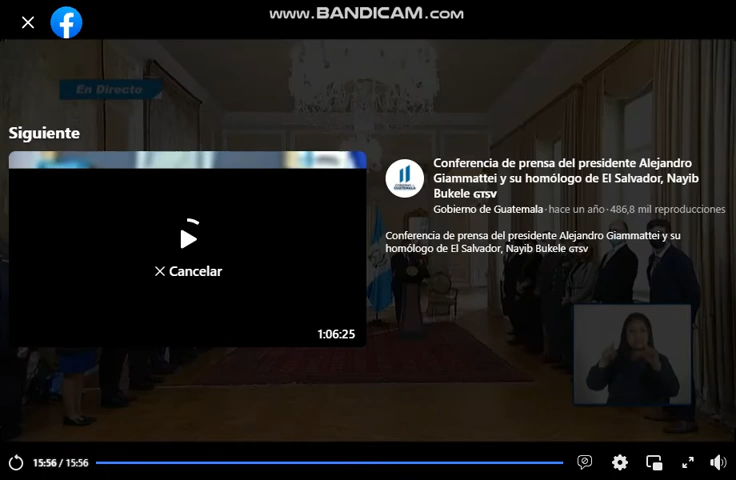 www.BANDICAM.com
En Directo
Siguiente
Conferencia de prensa del presidente Alejandro
Giammattei y su homólogo de El Salvador, Nayib
Bukele GTSV
Gobierno de Guatemala · hace un año · 486,8 mil reproducciones
Conferencia de prensa del presidente Alejandro Giammattei y su
homólogo de El Salvador, Nayib Bukele GTSV
× Cancelar
1:06:25
15:56 / 15:56